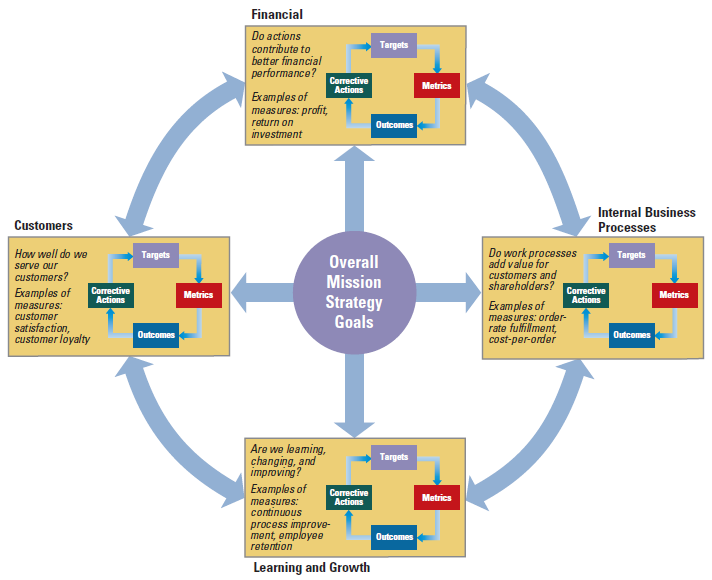 Financial
Do actions
contribute to
better financial
performance?
Examples of
measures: profit,
return on
investment
Targets
Corrective
Actions
Metrics
Outcomes
Customers
How well do we
serve our
customers?
Examples of
measures:
customer
satisfaction,
customer loyalty
Targets
Corrective
Actions
Metrics
Outcomes
Overall
Mission
Strategy
Goals
Internal Business
Processes
Do work processes
add value for
customers and
shareholders?
Examples of
measures: order-
rate fulfillment,
cost-per-order
Targets
Corrective
Actions
Metrics
Outcomes
Are we learning,
changing, and
improving?
Examples of
measures:
continuous
process improve-
ment, employee
retention
Targets
Corrective
Actions
Metrics
Outcomes
Learning and Growth